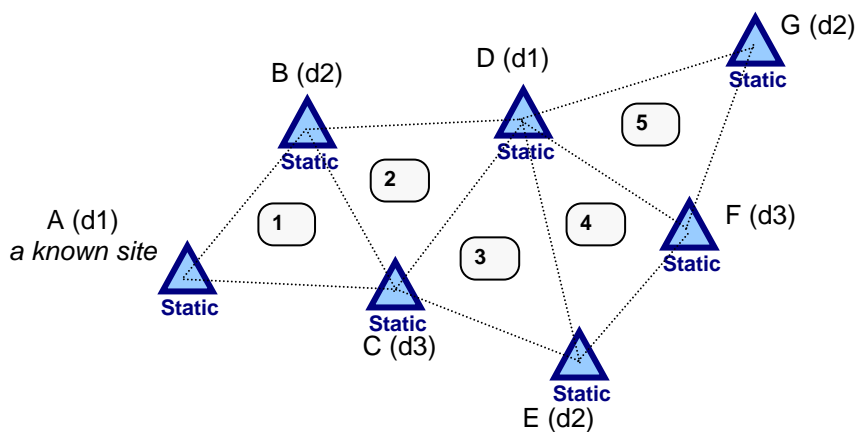 G (d2)
Static
D (d1)
B (d2)
Static
Static
5
2
A (d1)
a known site
1
4
F (d3)
3
Static
Static
Static
C (d3)
Static
E (d2)